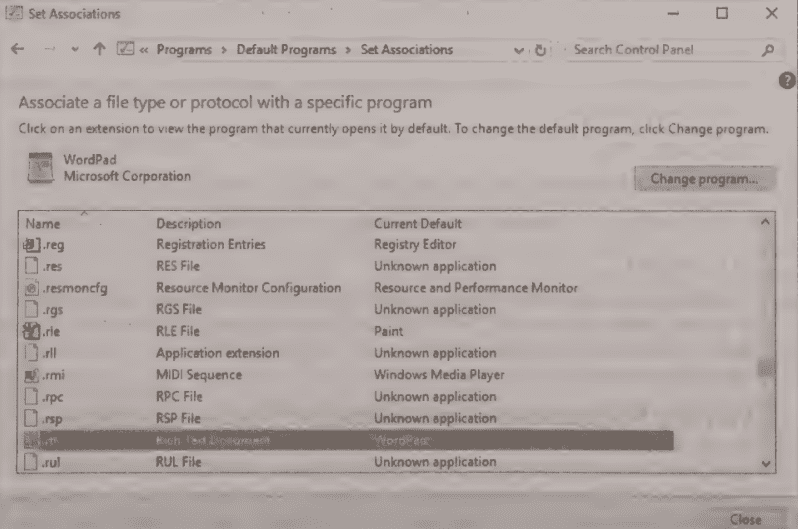 Set Associations
« Programs > Default Programs > Set Associations Search Control Panel
Associate a file type or protocol with a specific program
Click on an extension to view the program that currently opens it by default. To change the default program, click Change program.
WordPad
Microsoft Corporation
Change program...
Name Description Current Default
.reg Registration Entries Registry Editor
.res RES File Unknown application
.resmoncfg Resource Monitor Configuration Resource and Performance Monitor
.rgs RGS File Unknown application
.rle RLE File Paint
.rll Application extension Unknown application
.rmi MIDI Sequence Windows Media Player
.rpc RPC File Unknown application
.rsp RSP File Unknown application
.rtf Rich Text Document WordPad
.rul RUL File Unknown application
Close